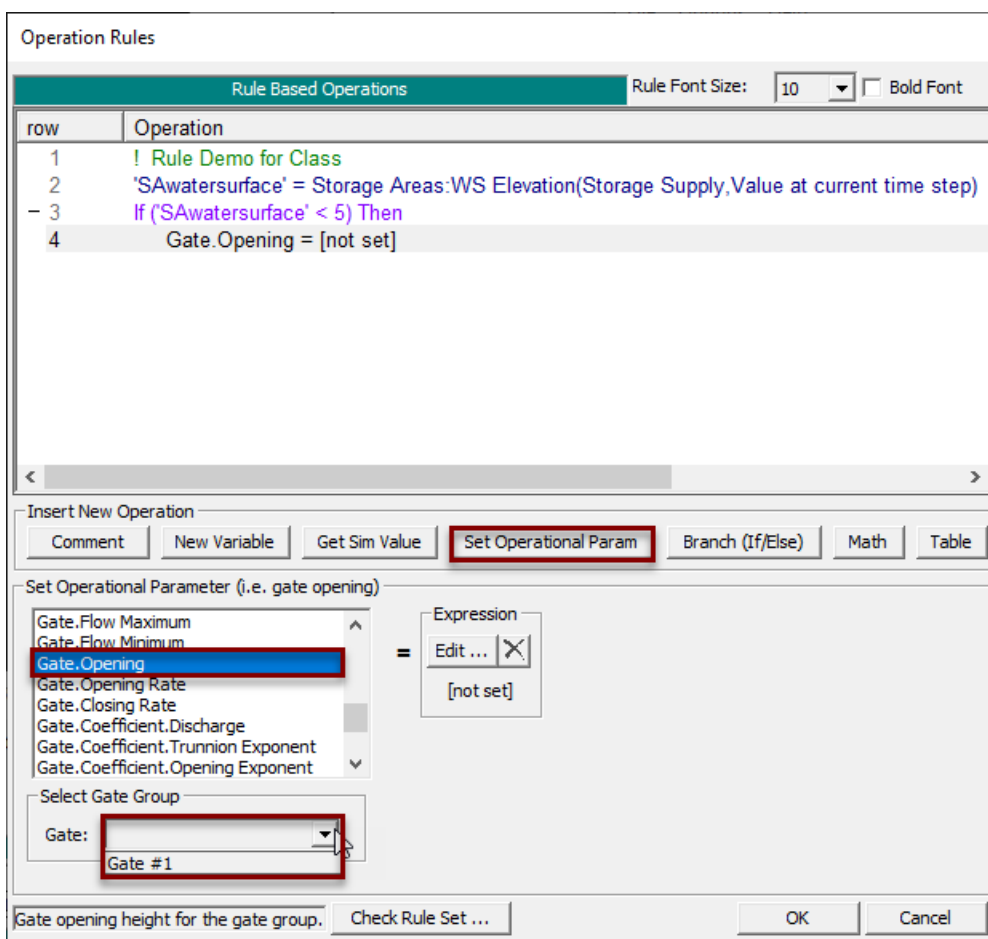 Operation Rules
Rule Based Operations Rule Font Size: 10 Bold Font
row Operation
1 ! Rule Demo for Class
2 'SAwatersurface' = Storage Areas:WS Elevation(Storage Supply,Value at current time step)
3 If ('SAwatersurface' < 5) Then
4 Gate.Opening = [not set]
Insert New Operation
Comment New Variable Get Sim Value Set Operational Param Branch (If/Else) Math Table
Set Operational Parameter (i.e. gate opening)
Gate.Flow Maximum
Gate.Flow Minimum
Gate.Opening
Gate.Opening Rate
Gate.Closing Rate
Gate.Coefficient.Discharge
Gate.Coefficient.Trunnion Exponent
Gate.Coefficient.Opening Exponent
=
Expression
Edit ...
[not set]
Select Gate Group
Gate:
Gate #1
Gate opening height for the gate group. Check Rule Set ... OK Cancel